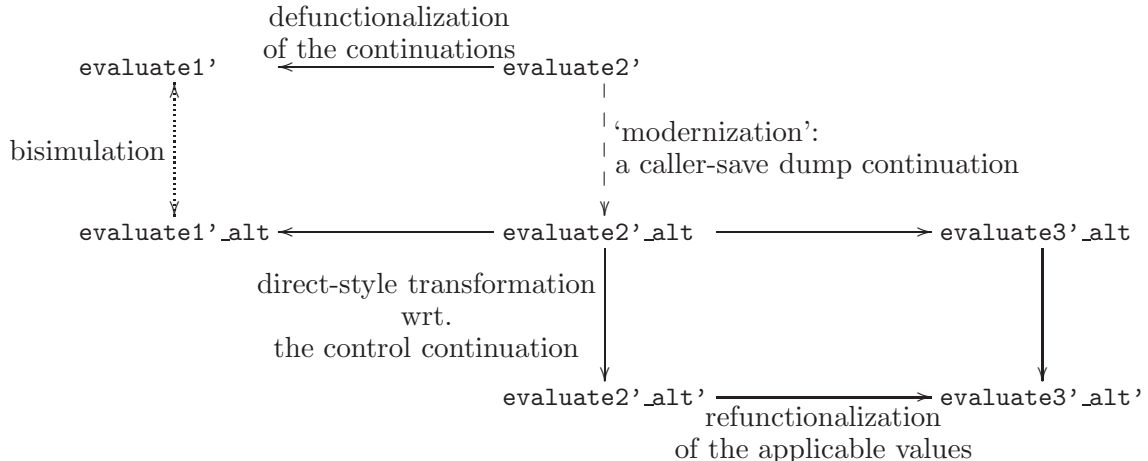 defunctionalization
of the continuations
evaluate1' evaluate2'
bisimulation
‘modernization’:
a caller-save dump continuation
evaluate1'_alt evaluate2'_alt evaluate3'_alt
direct-style transformation
wrt.
the control continuation
evaluate2'_alt' evaluate3'_alt'
refunctionalization
of the applicable values